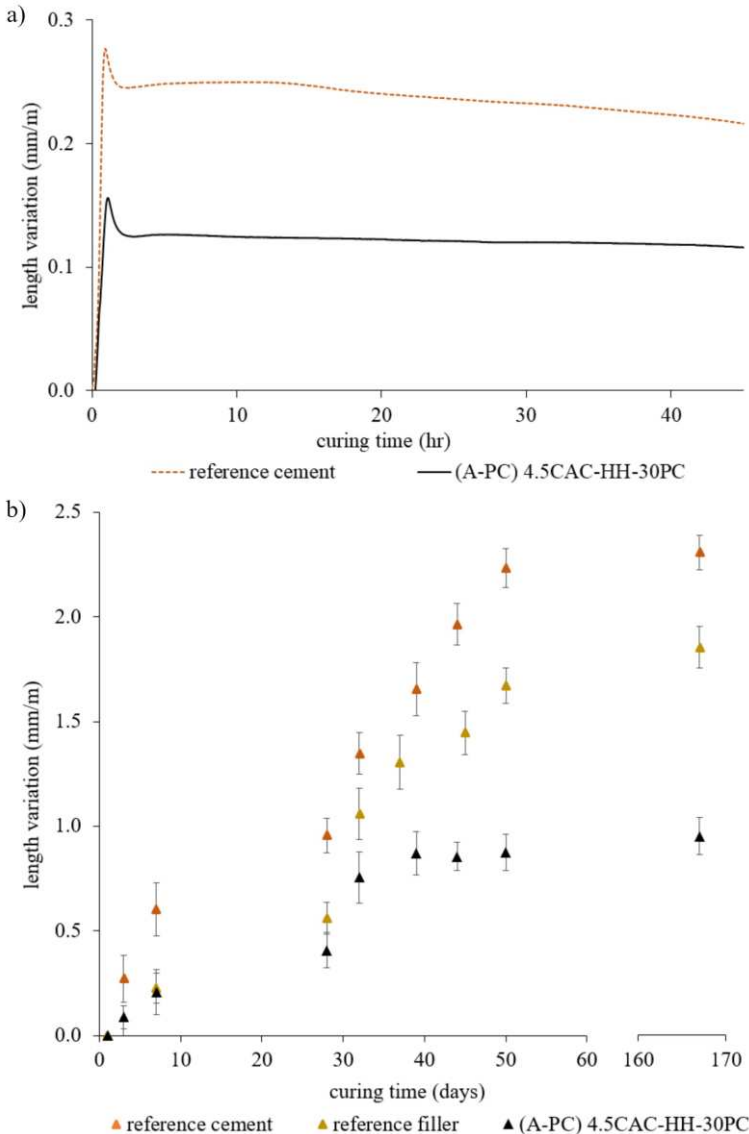 a)
0.3
0.2
0.1
0.0
length variation (mm/m)
0 10 20 30 40
curing time (hr)
reference cement (A-PC) 4.5CAC-HH-30PC
b)
2.5
2.0
1.5
1.0
0.5
0.0
length variation (mm/m)
0 10 20 30 40 50 60 160 170
curing time (days)
reference cement reference filler (A-PC) 4.5CAC-HH-30PC